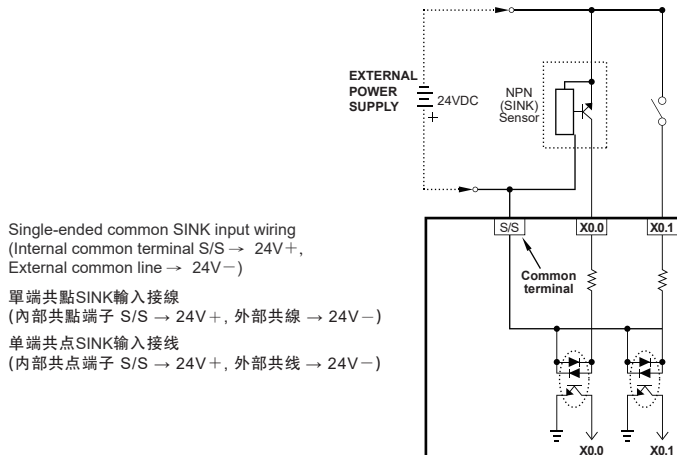 EXTERNAL
POWER
SUPPLY
24VDC
+
NPN
(SINK)
Sensor
S/S
X0.0
X0.1
Common
terminal
Single-ended common SINK input wiring
(Internal common terminal S/S → 24V＋,
External common line → 24V－)
單端共點SINK輸入接線
(內部共點端子 S/S → 24V＋, 外部共線 → 24V－)
单端共点SINK输入接线
(内部共点端子 S/S → 24V＋, 外部共线 → 24V－)
X0.0
X0.1